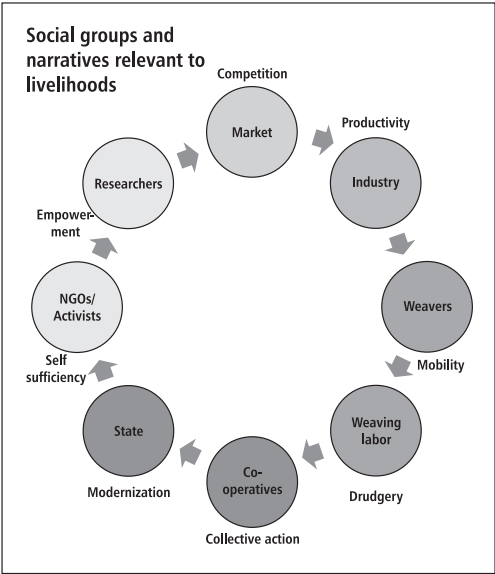 Social groups and
narratives relevant to
livelihoods
Competition
Market
Productivity
Industry
Weavers
Mobility
Weaving
labor
Drudgery
Co-
operatives
Collective action
State
Modernization
NGOs/
Activists
Self
sufficiency
Researchers
Empower-
ment